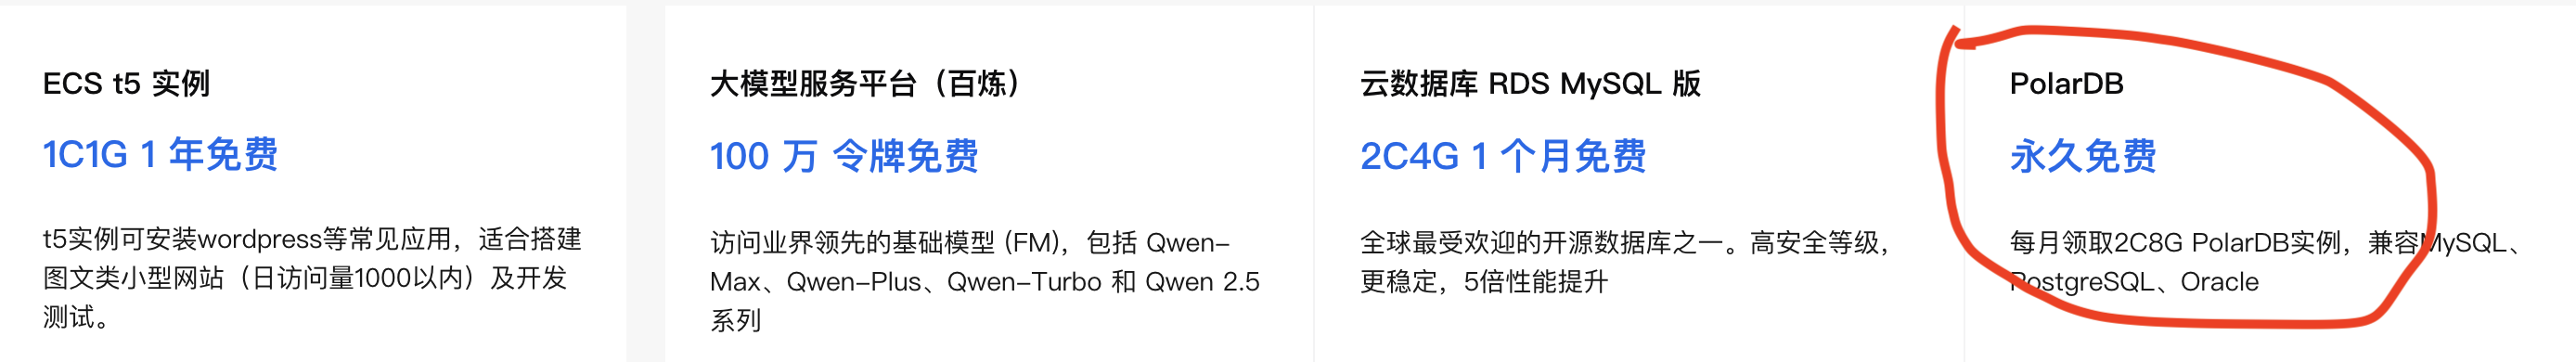 ECS t5 实例
1C1G 1 年免费
t5实例可安装wordpress等常见应用，适合搭建
图文类小型网站（日访问量1000以内）及开发
测试。
大模型服务平台（百炼）
100 万 令牌免费
访问业界领先的基础模型 (FM)，包括 Qwen-
Max、Qwen-Plus、Qwen-Turbo 和 Qwen 2.5
系列
云数据库 RDS MySQL 版
2C4G 1 个月免费
全球最受欢迎的开源数据库之一。高安全等级，
更稳定，5倍性能提升
PolarDB
永久免费
每月领取2C8G PolarDB实例，兼容MySQL、
PostgreSQL、Oracle